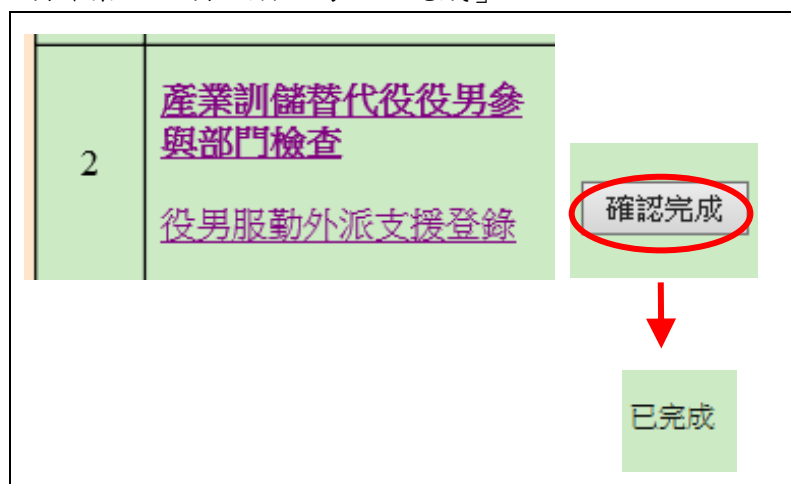 2
產業訓儲替代役役男參
與部門檢查
役男服勤外派支援登錄
確認完成
已完成